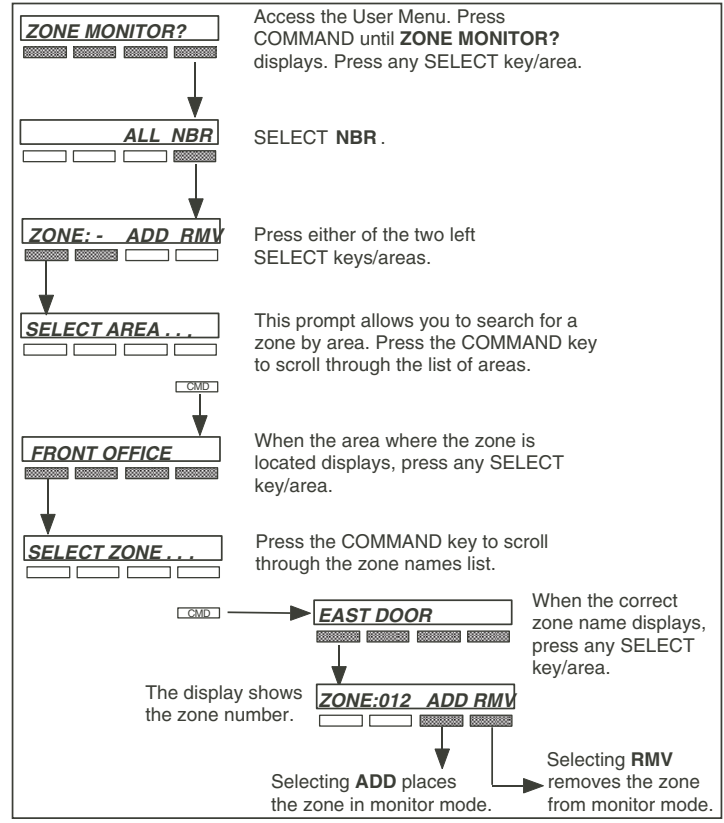 ZONE MONITOR?
Access the User Menu. Press
COMMAND until ZONE MONITOR?
displays. Press any SELECT key/area.
ALL NBR
SELECT NBR .
ZONE: - ADD RMV
Press either of the two left
SELECT keys/areas.
SELECT AREA . . .
This prompt allows you to search for a
zone by area. Press the COMMAND key
to scroll through the list of areas.
CMD
FRONT OFFICE
When the area where the zone is
located displays, press any SELECT
key/area.
SELECT ZONE . . .
Press the COMMAND key to scroll
through the zone names list.
CMD
EAST DOOR
When the correct
zone name displays,
press any SELECT
key/area.
The display shows
the zone number.
ZONE:012 ADD RMV
Selecting ADD places
the zone in monitor mode.
Selecting RMV
removes the zone
from monitor mode.